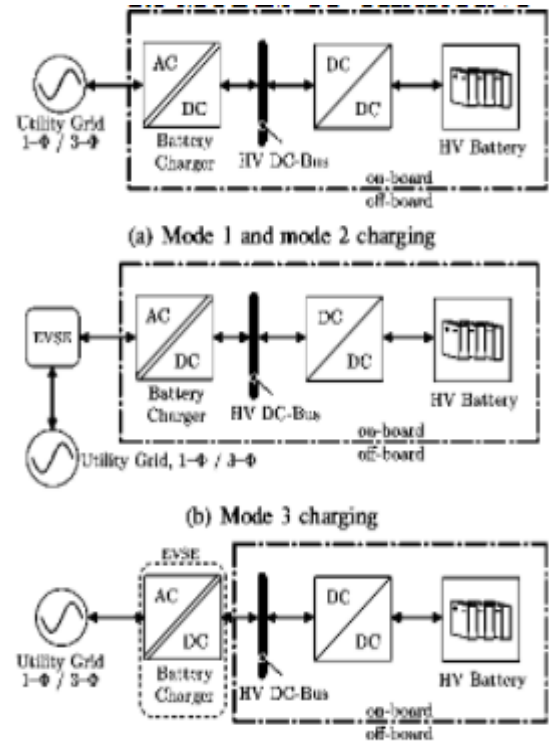 AC
DC
DC
DC
Utility Grid
1-Φ / 3-Φ
Battery
Charger
HV DC-Bus
HV Battery
on-board
off-board
(a) Mode 1 and mode 2 charging
EVSE
AC
DC
DC
DC
Battery
Charger
HV DC-Bus
HV Battery
on-board
off-board
Utility Grid, 1-Φ / 3-Φ
(b) Mode 3 charging
EVSE
AC
DC
DC
DC
Utility Grid
1-Φ / 3-Φ
Battery
Charger
HV DC-Bus
HV Battery
on-board
off-board